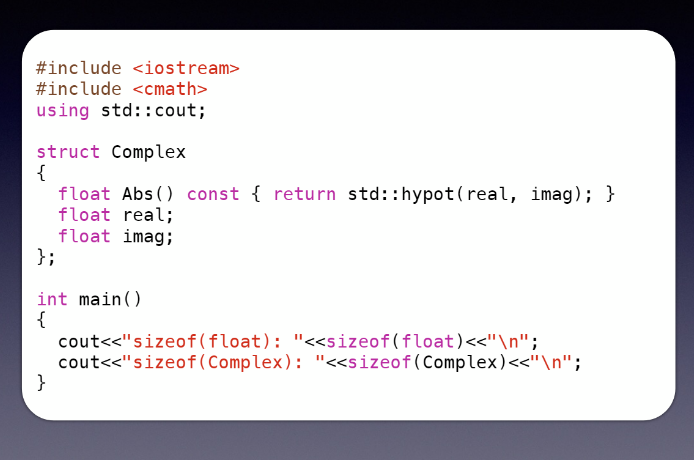 #include <iostream>
#include <cmath>
using std::cout;
struct Complex
{
  float Abs() const { return std::hypot(real, imag); }
  float real;
  float imag;
};
int main()
{
  cout<<"sizeof(float): "<<sizeof(float)<<"\n";
  cout<<"sizeof(Complex): "<<sizeof(Complex)<<"\n";
}